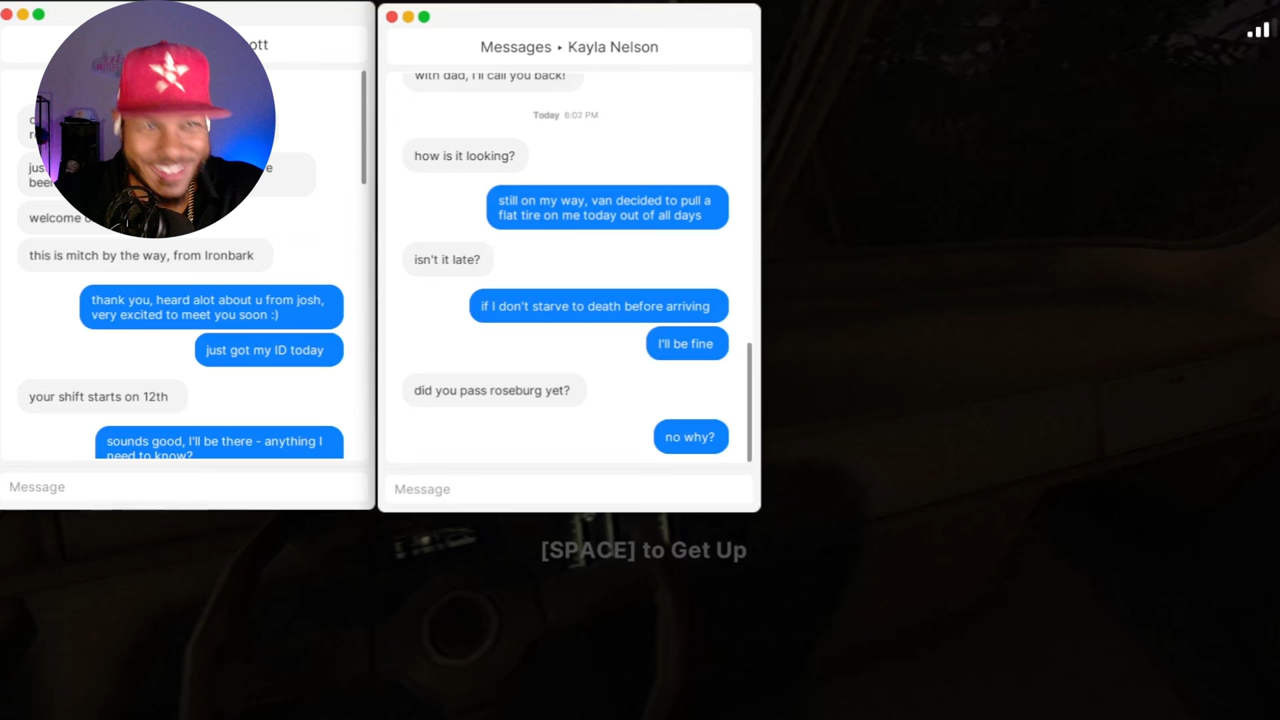 ott
jus
e
bee
welcome
this is mitch by the way, from Ironbark
thank you, heard alot about u from josh,
very excited to meet you soon :)
just got my ID today
your shift starts on 12th
sounds good, I'll be there - anything I
need to know?
Message
Messages • Kayla Nelson
with dad, I'll call you back!
Today 6:02 PM
how is it looking?
still on my way, van decided to pull a
flat tire on me today out of all days
isn't it late?
if I don't starve to death before arriving
I'll be fine
did you pass roseburg yet?
no why?
Message
[SPACE] to Get Up